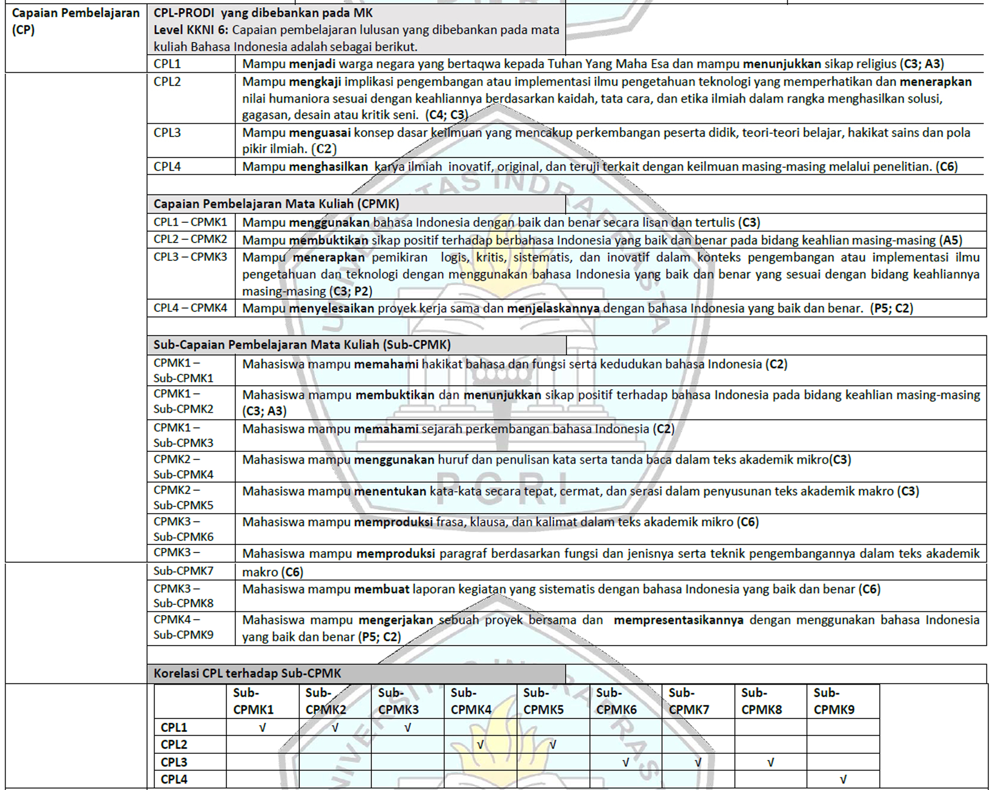 Capaian Pembelajaran
(CP)
CPL-PRODI yang dibebankan pada MK
Level KKNI 6: Capaian pembelajaran lulusan yang dibebankan pada mata
kuliah Bahasa Indonesia adalah sebagai berikut.
CPL1 Mampu menjadi warga negara yang bertaqwa kepada Tuhan Yang Maha Esa dan mampu menunjukkan sikap religius (C3; A3)
CPL2 Mampu mengkaji implikasi pengembangan atau implementasi ilmu pengetahuan teknologi yang memperhatikan dan menerapkan
nilai humaniora sesuai dengan keahliannya berdasarkan kaidah, tata cara, dan etika ilmiah dalam rangka menghasilkan solusi,
gagasan, desain atau kritik seni. (C4; C3)
CPL3 Mampu menguasai konsep dasar keilmuan yang mencakup perkembangan peserta didik, teori-teori belajar, hakikat sains dan pola
pikir ilmiah. (C2)
CPL4 Mampu menghasilkan karya ilmiah inovatif, original, dan teruji terkait dengan keilmuan masing-masing melalui penelitian. (C6)
Capaian Pembelajaran Mata Kuliah (CPMK)
CPL1 – CPMK1 Mampu menggunakan bahasa Indonesia dengan baik dan benar secara lisan dan tertulis (C3)
CPL2 – CPMK2 Mampu membuktikan sikap positif terhadap berbahasa Indonesia yang baik dan benar pada bidang keahlian masing-masing (A5)
CPL3 – CPMK3 Mampu menerapkan pemikiran logis, kritis, sistematis, dan inovatif dalam konteks pengembangan atau implementasi ilmu
pengetahuan dan teknologi dengan menggunakan bahasa Indonesia yang baik dan benar yang sesuai dengan bidang keahliannya
masing-masing (C3; P2)
CPL4 – CPMK4 Mampu menyelesaikan proyek kerja sama dan menjelaskannya dengan bahasa Indonesia yang baik dan benar. (P5; C2)
Sub-Capaian Pembelajaran Mata Kuliah (Sub-CPMK)
CPMK1 – Mahasiswa mampu memahami hakikat bahasa dan fungsi serta kedudukan bahasa Indonesia (C2)
Sub-CPMK1
CPMK1 – Mahasiswa mampu membuktikan dan menunjukkan sikap positif terhadap bahasa Indonesia pada bidang keahlian masing-masing
Sub-CPMK2 (C3; A3)
CPMK1 – Mahasiswa mampu memahami sejarah perkembangan bahasa Indonesia (C2)
Sub-CPMK3
CPMK2 – Mahasiswa mampu menggunakan huruf dan penulisan kata serta tanda baca dalam teks akademik mikro(C3)
Sub-CPMK4
CPMK2 – Mahasiswa mampu menentukan kata-kata secara tepat, cermat, dan serasi dalam penyusunan teks akademik makro (C3)
Sub-CPMK5
CPMK3 – Mahasiswa mampu memproduksi frasa, klausa, dan kalimat dalam teks akademik mikro (C6)
Sub-CPMK6
CPMK3 – Mahasiswa mampu memproduksi paragraf berdasarkan fungsi dan jenisnya serta teknik pengembangannya dalam teks akademik
Sub-CPMK7 makro (C6)
CPMK3 – Mahasiswa mampu membuat laporan kegiatan yang sistematis dengan bahasa Indonesia yang baik dan benar (C6)
Sub-CPMK8
CPMK4 – Mahasiswa mampu mengerjakan sebuah proyek bersama dan mempresentasikannya dengan menggunakan bahasa Indonesia
Sub-CPMK9 yang baik dan benar (P5; C2)
Korelasi CPL terhadap Sub-CPMK
Sub- Sub- Sub- Sub- Sub- Sub- Sub- Sub- Sub-
CPMK1 CPMK2 CPMK3 CPMK4 CPMK5 CPMK6 CPMK7 CPMK8 CPMK9
CPL1 √ √ √
CPL2 √ √
CPL3 √ √ √
CPL4 √
UNIVERSITAS INDRAPRASTA
PGRI